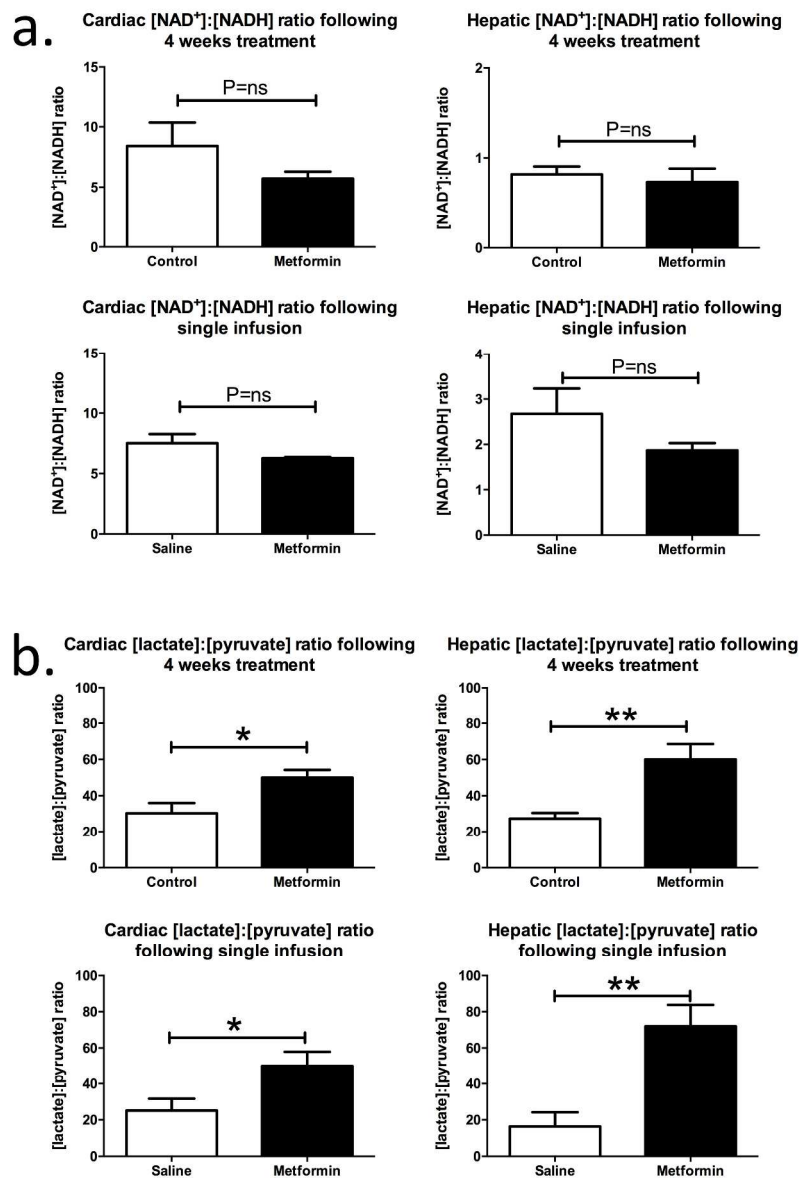 a.
Cardiac [NAD⁺]:[NADH] ratio following
4 weeks treatment
15
10
5
0
[NAD⁺]:[NADH] ratio
P=ns
Control
Metformin
Hepatic [NAD⁺]:[NADH] ratio following
4 weeks treatment
2
1
0
[NAD⁺]:[NADH] ratio
P=ns
Control
Metformin
Cardiac [NAD⁺]:[NADH] ratio following
single infusion
15
10
5
0
[NAD⁺]:[NADH] ratio
P=ns
Saline
Metformin
Hepatic [NAD⁺]:[NADH] ratio following
single infusion
4
3
2
1
0
[NAD⁺]:[NADH] ratio
P=ns
Saline
Metformin
b.
Cardiac [lactate]:[pyruvate] ratio following
4 weeks treatment
100
80
60
40
20
0
[lactate]:[pyruvate] ratio
*
Control
Metformin
Hepatic [lactate]:[pyruvate] ratio following
4 weeks treatment
100
80
60
40
20
0
[lactate]:[pyruvate] ratio
**
Control
Metformin
Cardiac [lactate]:[pyruvate] ratio
following single infusion
100
80
60
40
20
0
[lactate]:[pyruvate] ratio
*
Saline
Metformin
Hepatic [lactate]:[pyruvate] ratio
following single infusion
100
80
60
40
20
0
[lactate]:[pyruvate] ratio
**
Saline
Metformin